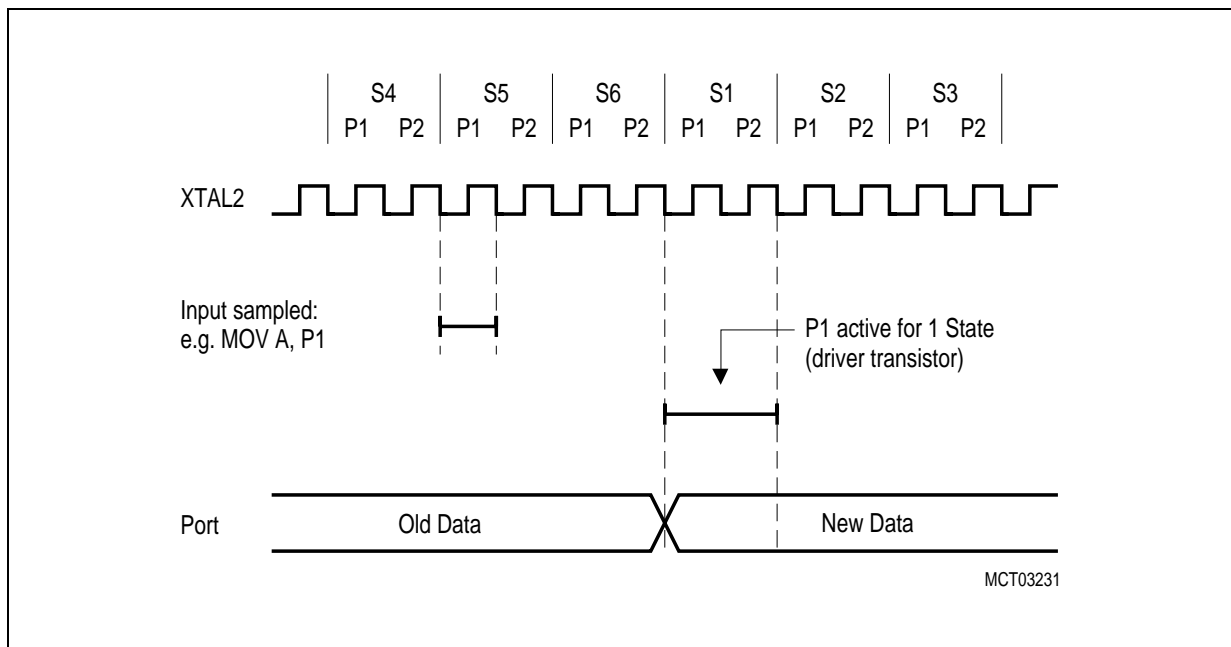 S4 S5 S6 S1 S2 S3
P1 P2 P1 P2 P1 P2 P1 P2 P1 P2 P1 P2
XTAL2
Input sampled:
e.g. MOV A, P1
P1 active for 1 State
(driver transistor)
Port
Old Data
New Data
MCT03231